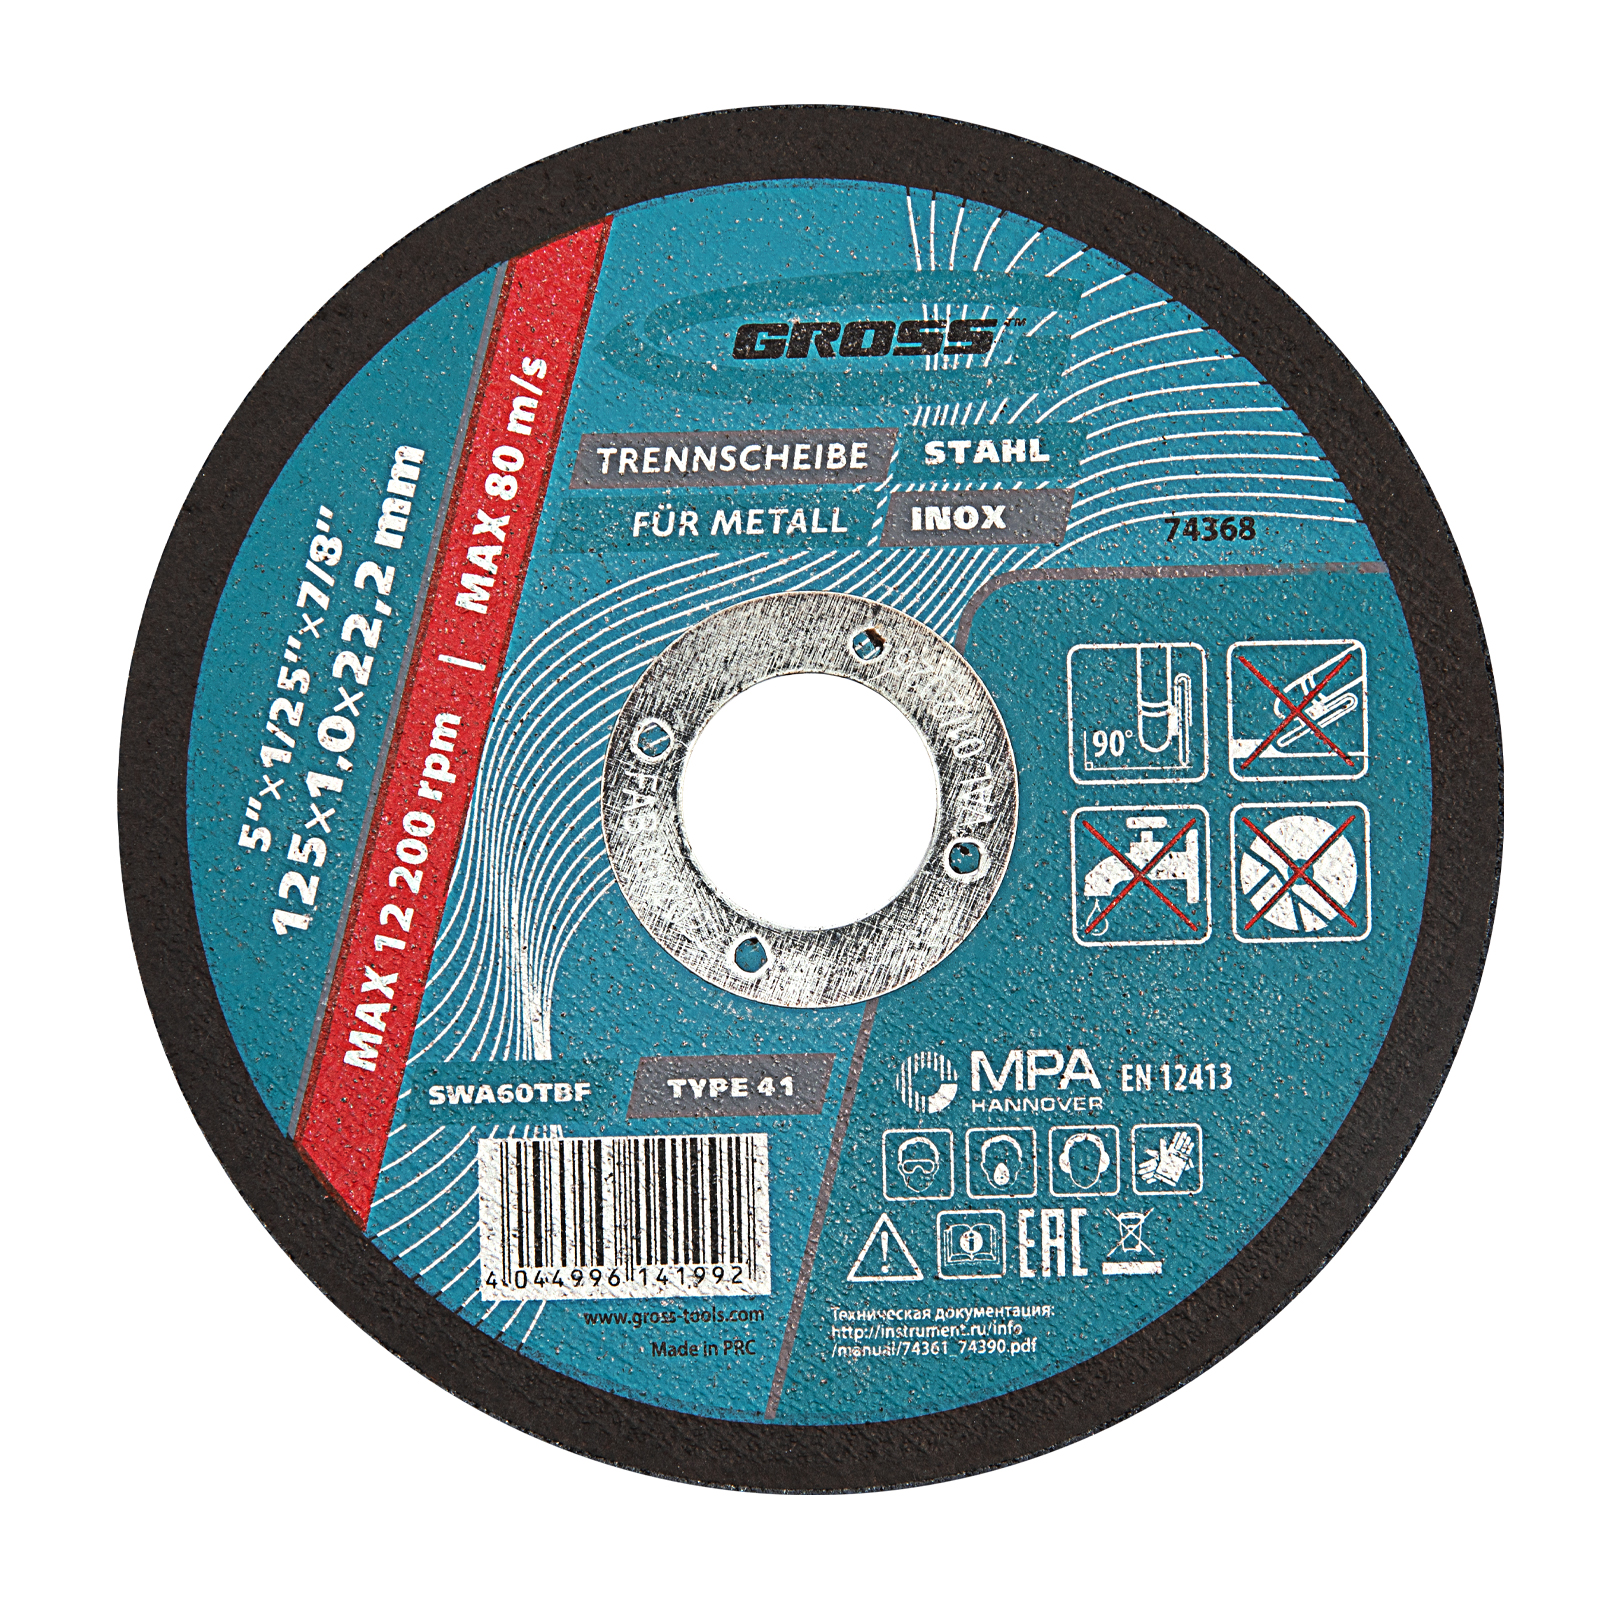 GROSS™
TRENNSCHEIBE STAHL
FÜR METALL INOX
74368
5"×1/25"×7/8"
125×1,0×22,2 mm
MAX 12 200 rpm | MAX 80 m/s
90°
SWA60TBF TYPE 41
MPA EN 12413
HANNOVER
EAC
4 044996 141992
www.gross-tools.com
Made in PRC
Техническая документация:
http://instrument.ru/info
/manual/74361_74390.pdf